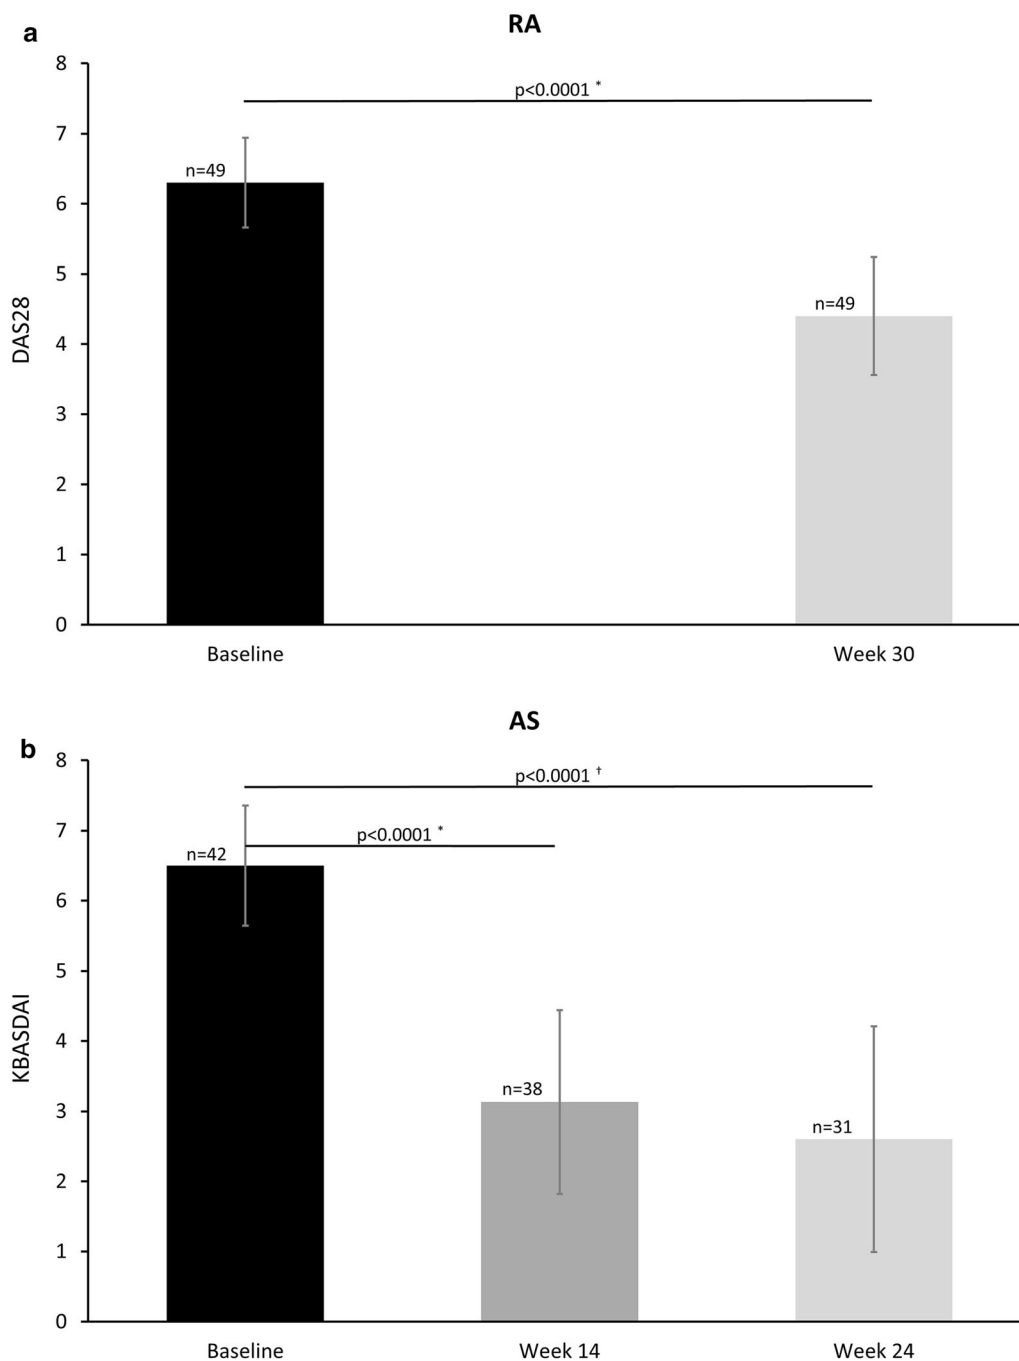 a
RA
8
p<0.0001 *
7
n=49
6
5
n=49
DAS28
4
3
2
1
0
Baseline
Week 30
AS
b
8
p<0.0001 †
7
p<0.0001 *
n=42
6
5
KBASDAI
4
n=38
3
n=31
2
1
0
Baseline
Week 14
Week 24